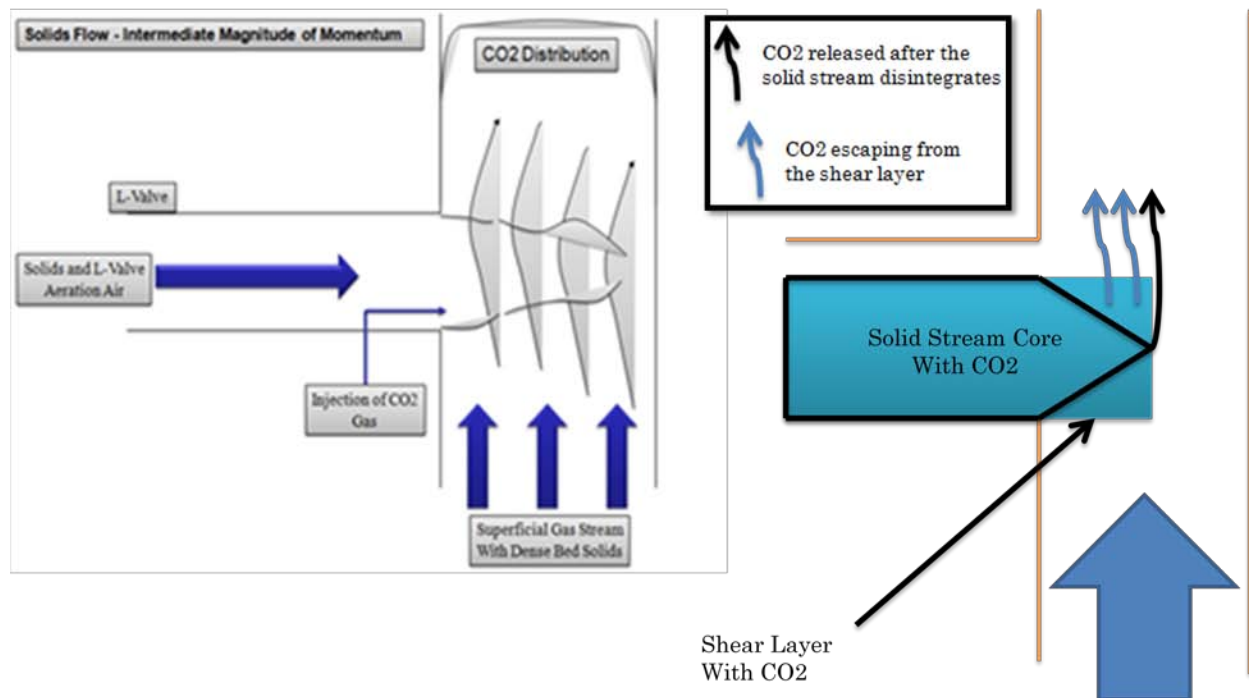 Solids Flow - Intermediate Magnitude of Momentum
CO2 Distribution
L-Valve
Solids and L-Valve
Aeration Air
Injection of CO2
Gas
Superficial Gas Stream
With Dense Bed Solids
CO2 released after the
solid stream disintegrates
CO2 escaping from
the shear layer
Solid Stream Core
With CO2
Shear Layer
With CO2